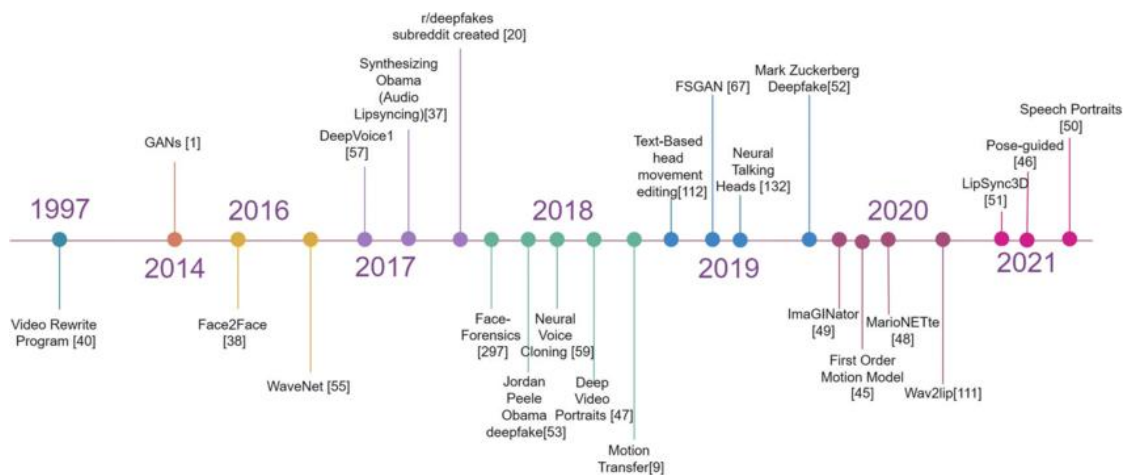 1997
Video Rewrite
Program [40]
GANs [1]
2014
2016
Face2Face
[38]
WaveNet [55]
DeepVoice1
[57]
Synthesizing
Obama
(Audio
Lipsyncing)[37]
r/deepfakes
subreddit created [20]
2017
2018
Face-
Forensics
[297]
Jordan
Peele
Obama
deepfake[53]
Neural
Voice
Cloning [59]
Deep
Video
Portraits [47]
Motion
Transfer[9]
Text-Based
head
movement
editing[112]
FSGAN [67]
Neural
Talking
Heads [132]
Mark Zuckerberg
Deepfake[52]
2019
2020
ImaGINator
[49]
First Order
Motion Model
[45]
MarioNETte
[48]
Wav2lip[111]
LipSync3D
[51]
Pose-guided
[46]
Speech Portraits
[50]
2021